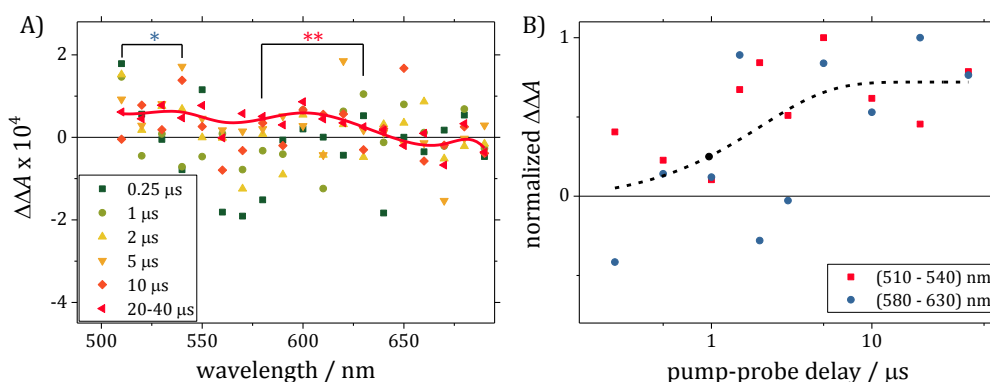 A)
*
**
2
0
-2
-4
ΔΔA x 10⁴
0.25 μs
1 μs
2 μs
5 μs
10 μs
20-40 μs
500
550
600
650
wavelength / nm
B)
1
0
normalized ΔΔA
(510 - 540) nm
(580 - 630) nm
1
10
pump-probe delay / μs